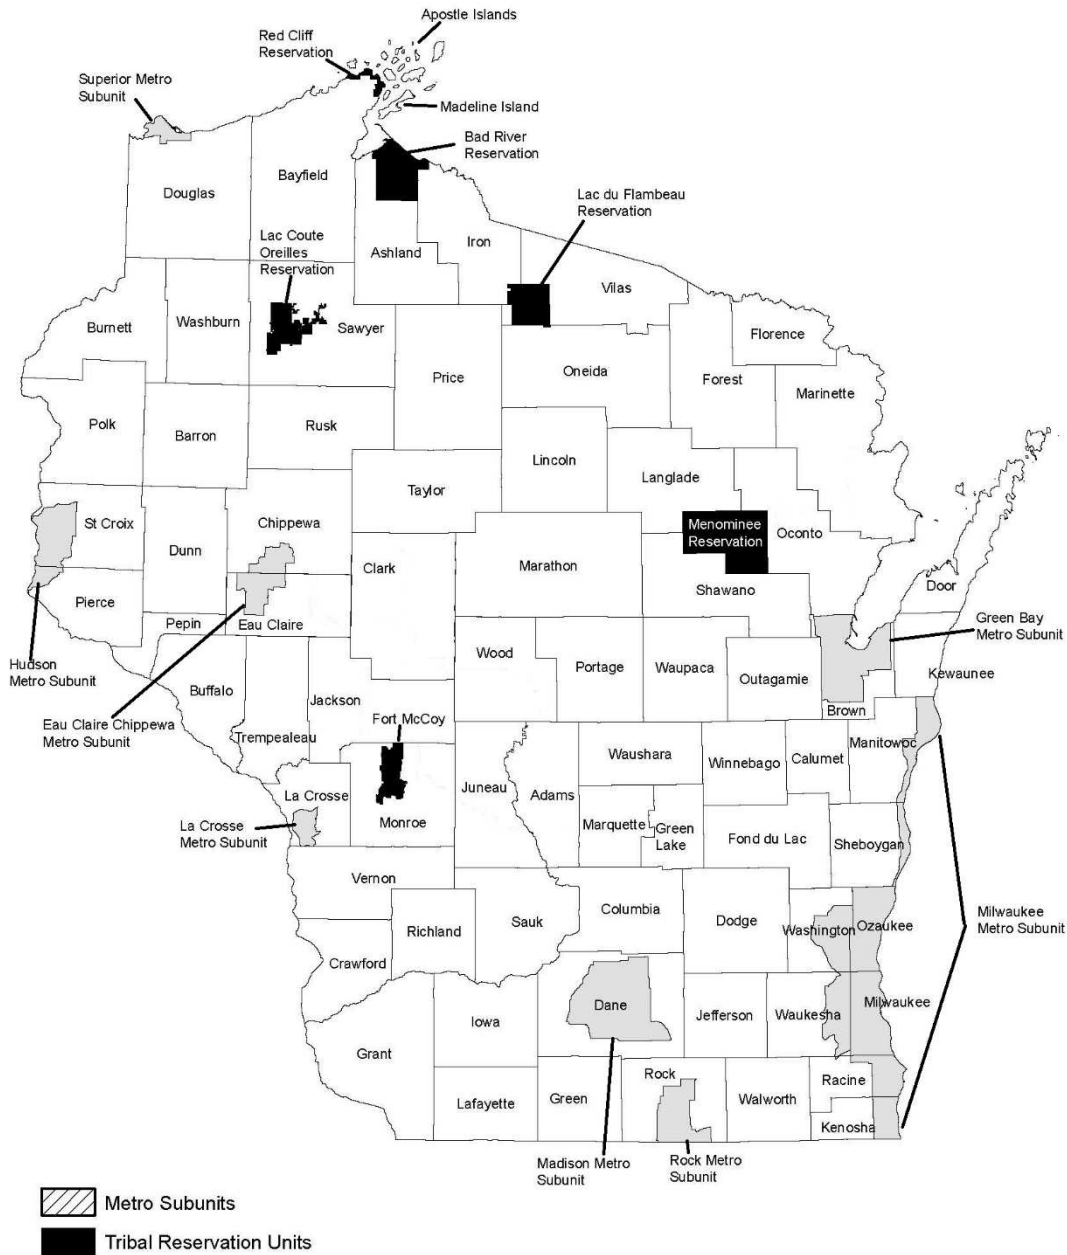 Apostle Islands
Red Cliff
Reservation
Superior Metro
Subunit
Madeline Island
Bad River
Reservation
Bayfield
Douglas
Lac du Flambeau
Reservation
Lac Coute
Oreilles
Reservation
Ashland
Iron
Vilas
Burnett
Washburn
Sawyer
Florence
Price
Oneida
Forest
Marinette
Polk
Barron
Rusk
Lincoln
Langlade
Taylor
St Croix
Chippewa
Menominee
Reservation
Oconto
Dunn
Clark
Marathon
Door
Shawano
Pierce
Pepin
Eau Claire
Green Bay
Metro Subunit
Hudson
Metro Subunit
Wood
Portage
Waupaca
Outagamie
Kewaunee
Buffalo
Jackson
Brown
Eau Claire Chippewa
Metro Subunit
Fort McCoy
Trempealeau
Manitowoc
Waushara
Winnebago
Calumet
La Crosse
Juneau
Adams
La Crosse
Metro Subunit
Monroe
Marquette
Green
Lake
Fond du Lac
Sheboygan
Vernon
Columbia
Dodge
Milwaukee
Metro Subunit
Sauk
Richland
Washington
Ozaukee
Crawford
Dane
Iowa
Jefferson
Waukesha
Milwaukee
Grant
Rock
Racine
Lafayette
Green
Walworth
Kenosha
Madison Metro
Subunit
Rock Metro
Subunit
Metro Subunits
Tribal Reservation Units